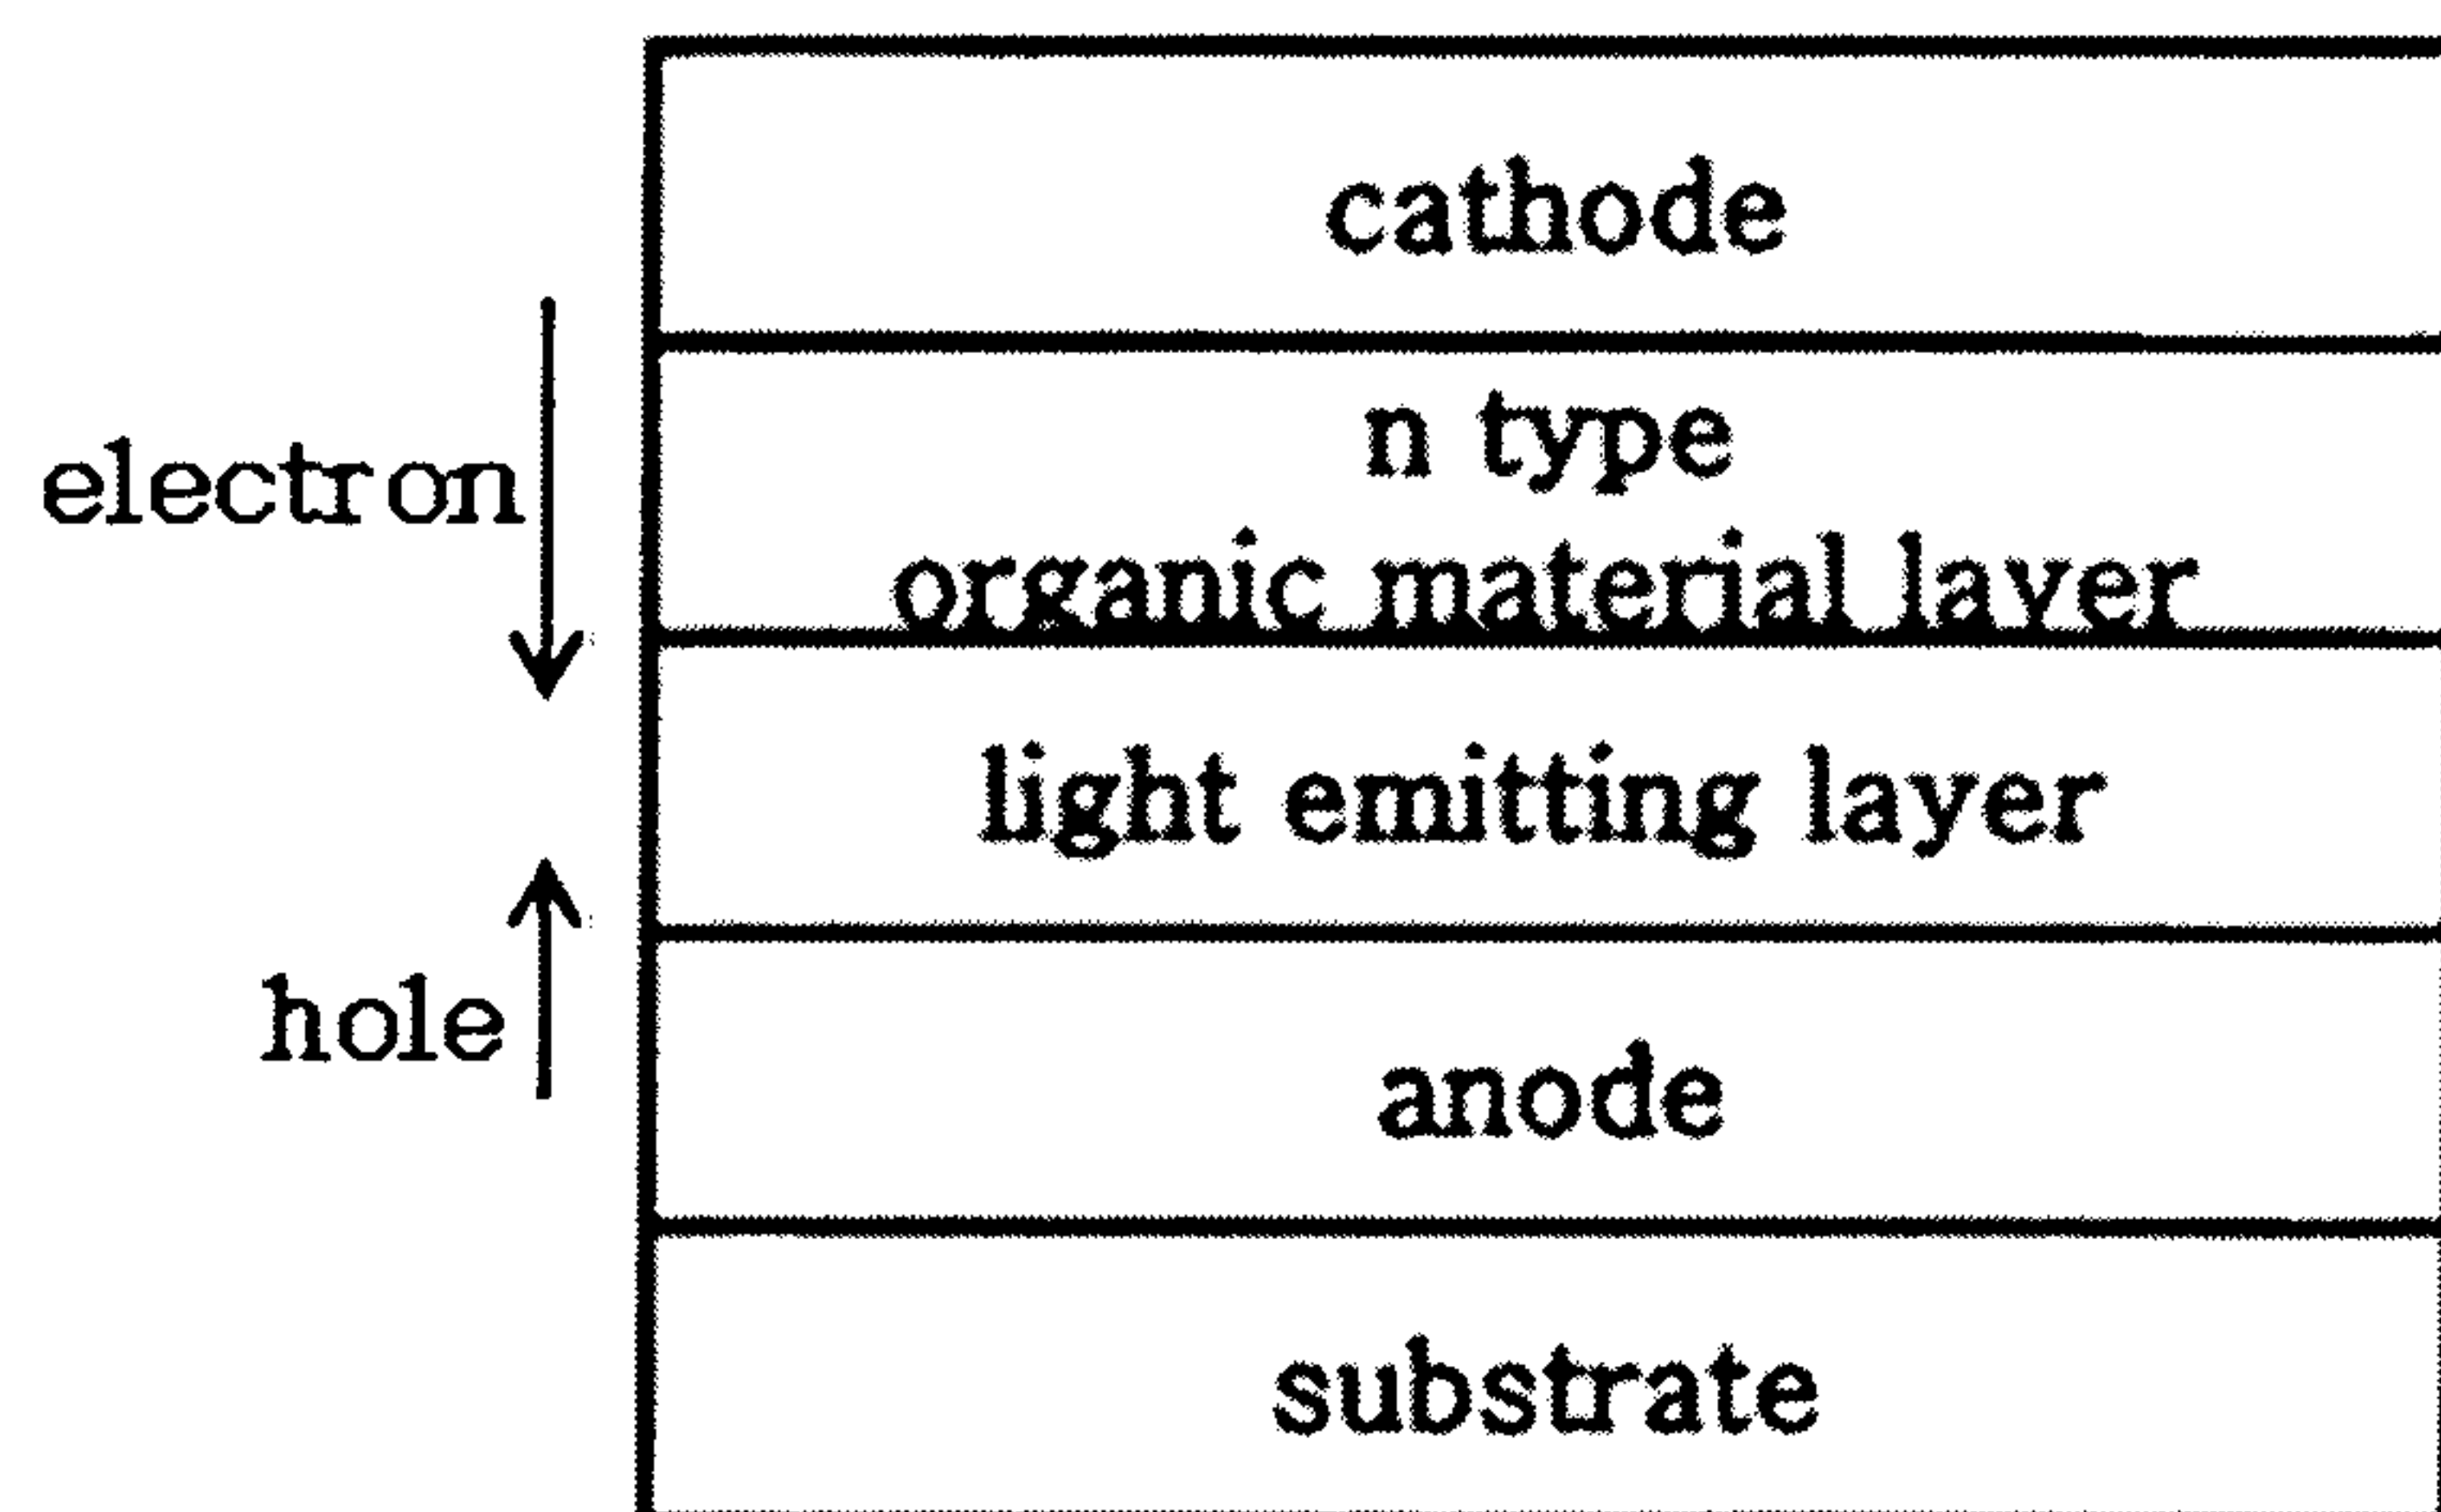 cathode
n type
organic material layer
electron
light emitting layer
hole
anode
substrate